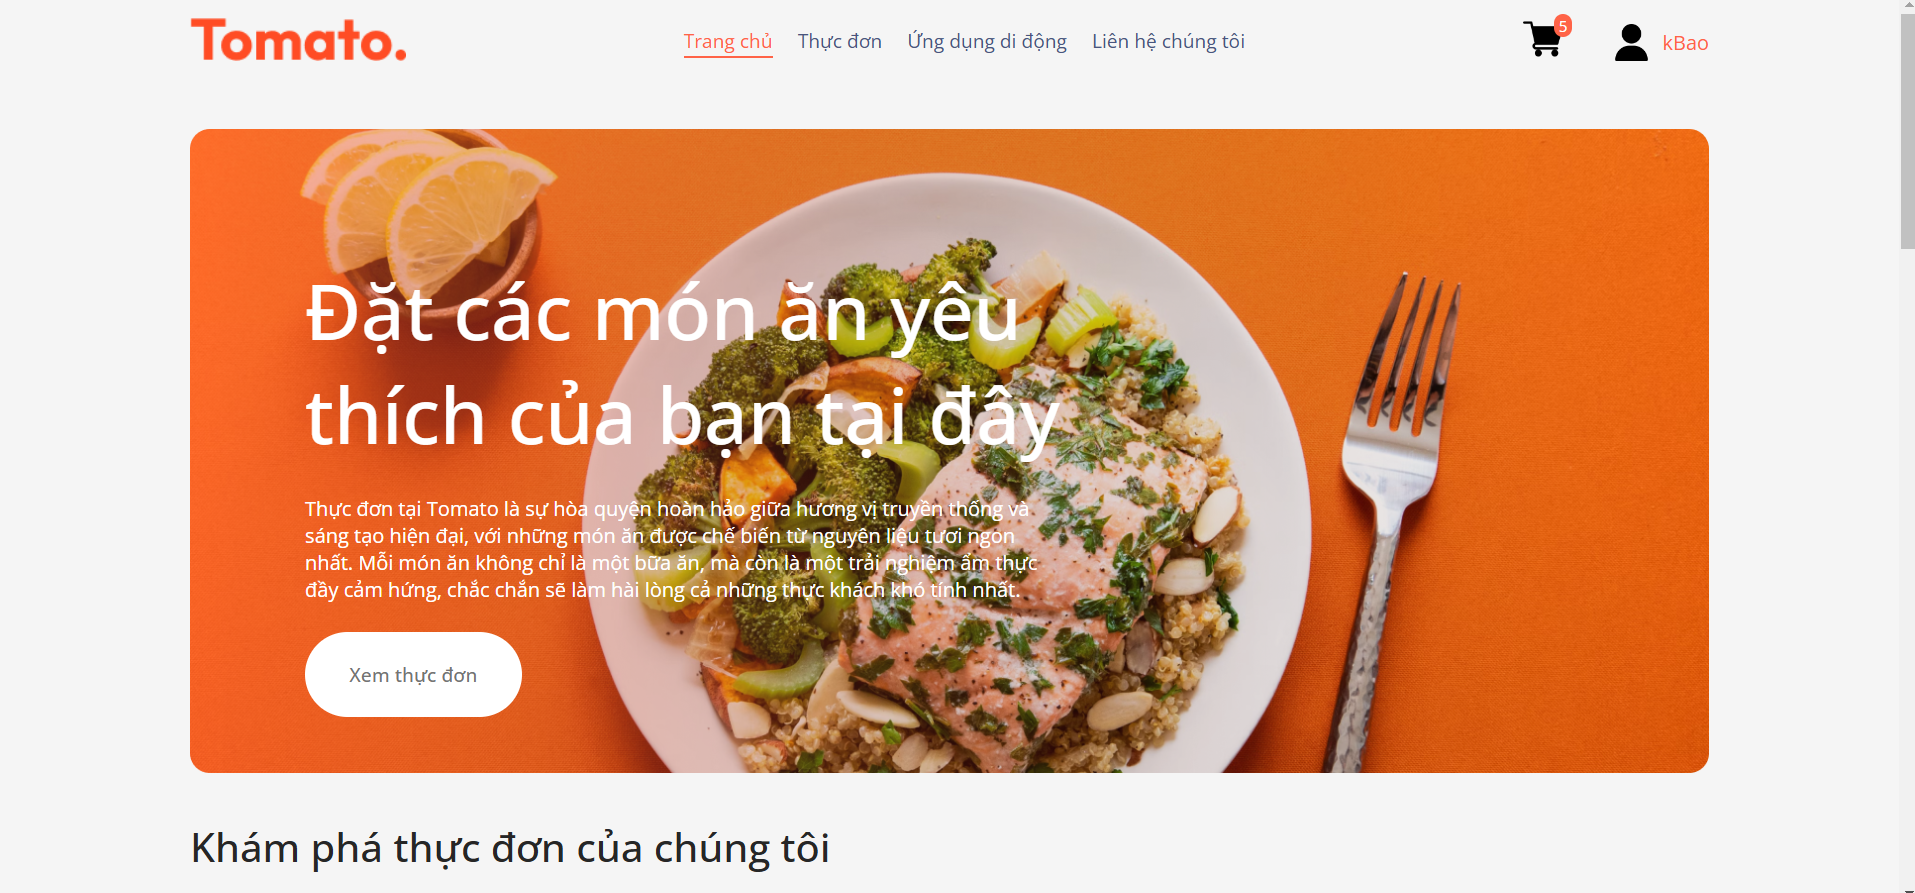 Tomato.
Trang chủ
Thực đơn
Ứng dụng di động
Liên hệ chúng tôi
5
kBao
Đặt các món ăn yêu
thích của bạn tại đây
Thực đơn tại Tomato là sự hòa quyện hoàn hảo giữa hương vị truyền thống và
sáng tạo hiện đại, với những món ăn được chế biến từ nguyên liệu tươi ngon
nhất. Mỗi món ăn không chỉ là một bữa ăn, mà còn là một trải nghiệm ẩm thực
đầy cảm hứng, chắc chắn sẽ làm hài lòng cả những thực khách khó tính nhất.
Xem thực đơn
Khám phá thực đơn của chúng tôi